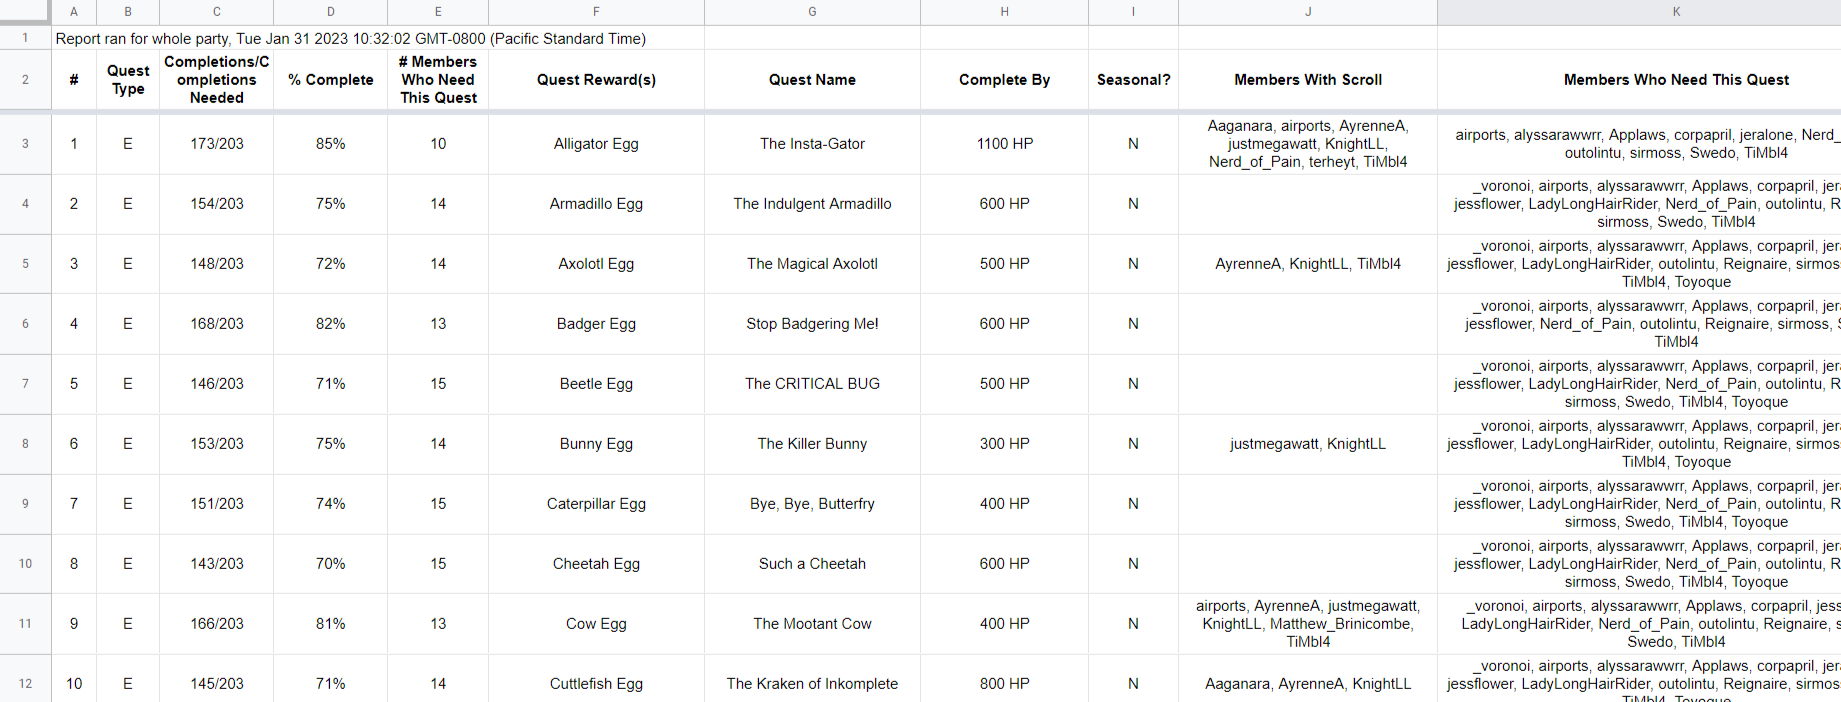 A B C D E F G H I J K
1 Report ran for whole party, Tue Jan 31 2023 10:32:02 GMT-0800 (Pacific Standard Time)
2 # Quest Type Completions/Completions Needed % Complete # Members Who Need This Quest Quest Reward(s) Quest Name Complete By Seasonal? Members With Scroll Members Who Need This Quest
3 1 E 173/203 85% 10 Alligator Egg The Insta-Gator 1100 HP N Aaganara, airports, AyrenneA, justmegawatt, KnightLL, Nerd_of_Pain, terheyt, TiMbl4 airports, alyssarawwrr, Applaws, corpapril, jeralone, Nerd_ outolintu, sirmoss, Swedo, TiMbl4
4 2 E 154/203 75% 14 Armadillo Egg The Indulgent Armadillo 600 HP N _voronoi, airports, alyssarawwrr, Applaws, corpapril, jer jessflower, LadyLongHairRider, Nerd_of_Pain, outolintu, R sirmoss, Swedo, TiMbl4
5 3 E 148/203 72% 14 Axolotl Egg The Magical Axolotl 500 HP N AyrenneA, KnightLL, TiMbl4 _voronoi, airports, alyssarawwrr, Applaws, corpapril, jer jessflower, LadyLongHairRider, outolintu, Reignaire, sirmos TiMbl4, Toyoque
6 4 E 168/203 82% 13 Badger Egg Stop Badgering Me! 600 HP N _voronoi, airports, alyssarawwrr, Applaws, corpapril, jer jessflower, Nerd_of_Pain, outolintu, Reignaire, sirmoss, TiMbl4
7 5 E 146/203 71% 15 Beetle Egg The CRITICAL BUG 500 HP N _voronoi, airports, alyssarawwrr, Applaws, corpapril, jer jessflower, LadyLongHairRider, Nerd_of_Pain, outolintu, R sirmoss, Swedo, TiMbl4, Toyoque
8 6 E 153/203 75% 14 Bunny Egg The Killer Bunny 300 HP N justmegawatt, KnightLL _voronoi, airports, alyssarawwrr, Applaws, corpapril, jer jessflower, LadyLongHairRider, outolintu, Reignaire, sirmos TiMbl4, Toyoque
9 7 E 151/203 74% 15 Caterpillar Egg Bye, Bye, Butterfry 400 HP N _voronoi, airports, alyssarawwrr, Applaws, corpapril, jer jessflower, LadyLongHairRider, Nerd_of_Pain, outolintu, R sirmoss, Swedo, TiMbl4, Toyoque
10 8 E 143/203 70% 15 Cheetah Egg Such a Cheetah 600 HP N _voronoi, airports, alyssarawwrr, Applaws, corpapril, jer jessflower, LadyLongHairRider, Nerd_of_Pain, outolintu, R sirmoss, Swedo, TiMbl4, Toyoque
11 9 E 166/203 81% 13 Cow Egg The Mootant Cow 400 HP N airports, AyrenneA, justmegawatt, KnightLL, Matthew_Brinicombe, TiMbl4 _voronoi, airports, alyssarawwrr, Applaws, corpapril, jess LadyLongHairRider, Nerd_of_Pain, outolintu, Reignaire, s Swedo, TiMbl4
12 10 E 145/203 71% 14 Cuttlefish Egg The Kraken of Inkomplete 800 HP N Aaganara, AyrenneA, KnightLL _voronoi, airports, alyssarawwrr, Applaws, corpapril, jer jessflower, LadyLongHairRider, outolintu, Reignaire, sirmos TiMbl4, Toyoque